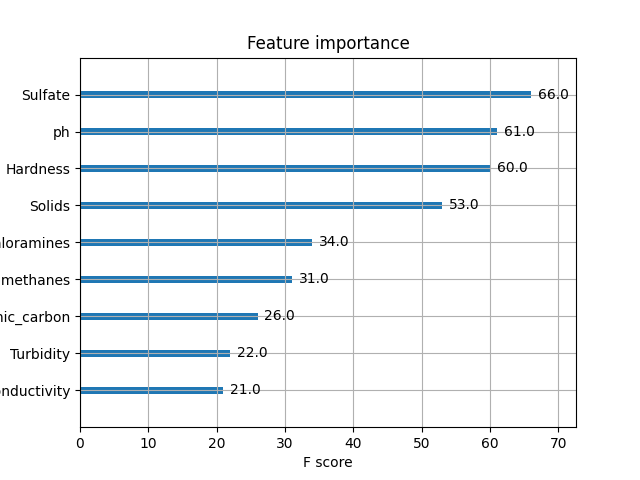 Feature importance
Sulfate 66.0
ph 61.0
Hardness 60.0
Solids 53.0
loramines 34.0
methanes 31.0
nic_carbon 26.0
Turbidity 22.0
onductivity 21.0
0 10 20 30 40 50 60 70
F score